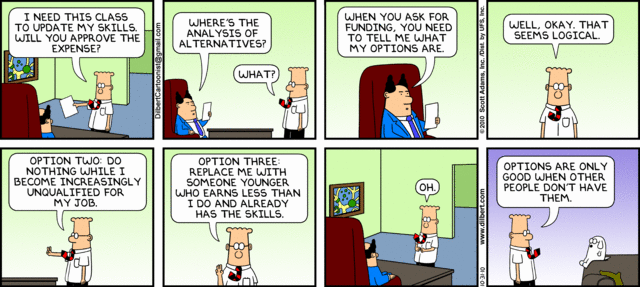 I NEED THIS CLASS
TO UPDATE MY SKILLS.
WILL YOU APPROVE THE
EXPENSE?
DilbertCartoonist@gmail.com
WHERE'S THE
ANALYSIS OF
ALTERNATIVES?
WHAT?
WHEN YOU ASK FOR
FUNDING, YOU NEED
TO TELL ME WHAT
MY OPTIONS ARE.
©2010 Scott Adams, Inc./Dist. by UFS, Inc.
WELL, OKAY. THAT
SEEMS LOGICAL.
OPTION TWO: DO
NOTHING WHILE I
BECOME INCREASINGLY
UNQUALIFIED FOR
MY JOB.
OPTION THREE:
REPLACE ME WITH
SOMEONE YOUNGER
WHO EARNS LESS THAN
I DO AND ALREADY
HAS THE SKILLS.
OH.
10-31-10 www.dilbert.com
OPTIONS ARE ONLY
GOOD WHEN OTHER
PEOPLE DON'T HAVE
THEM.